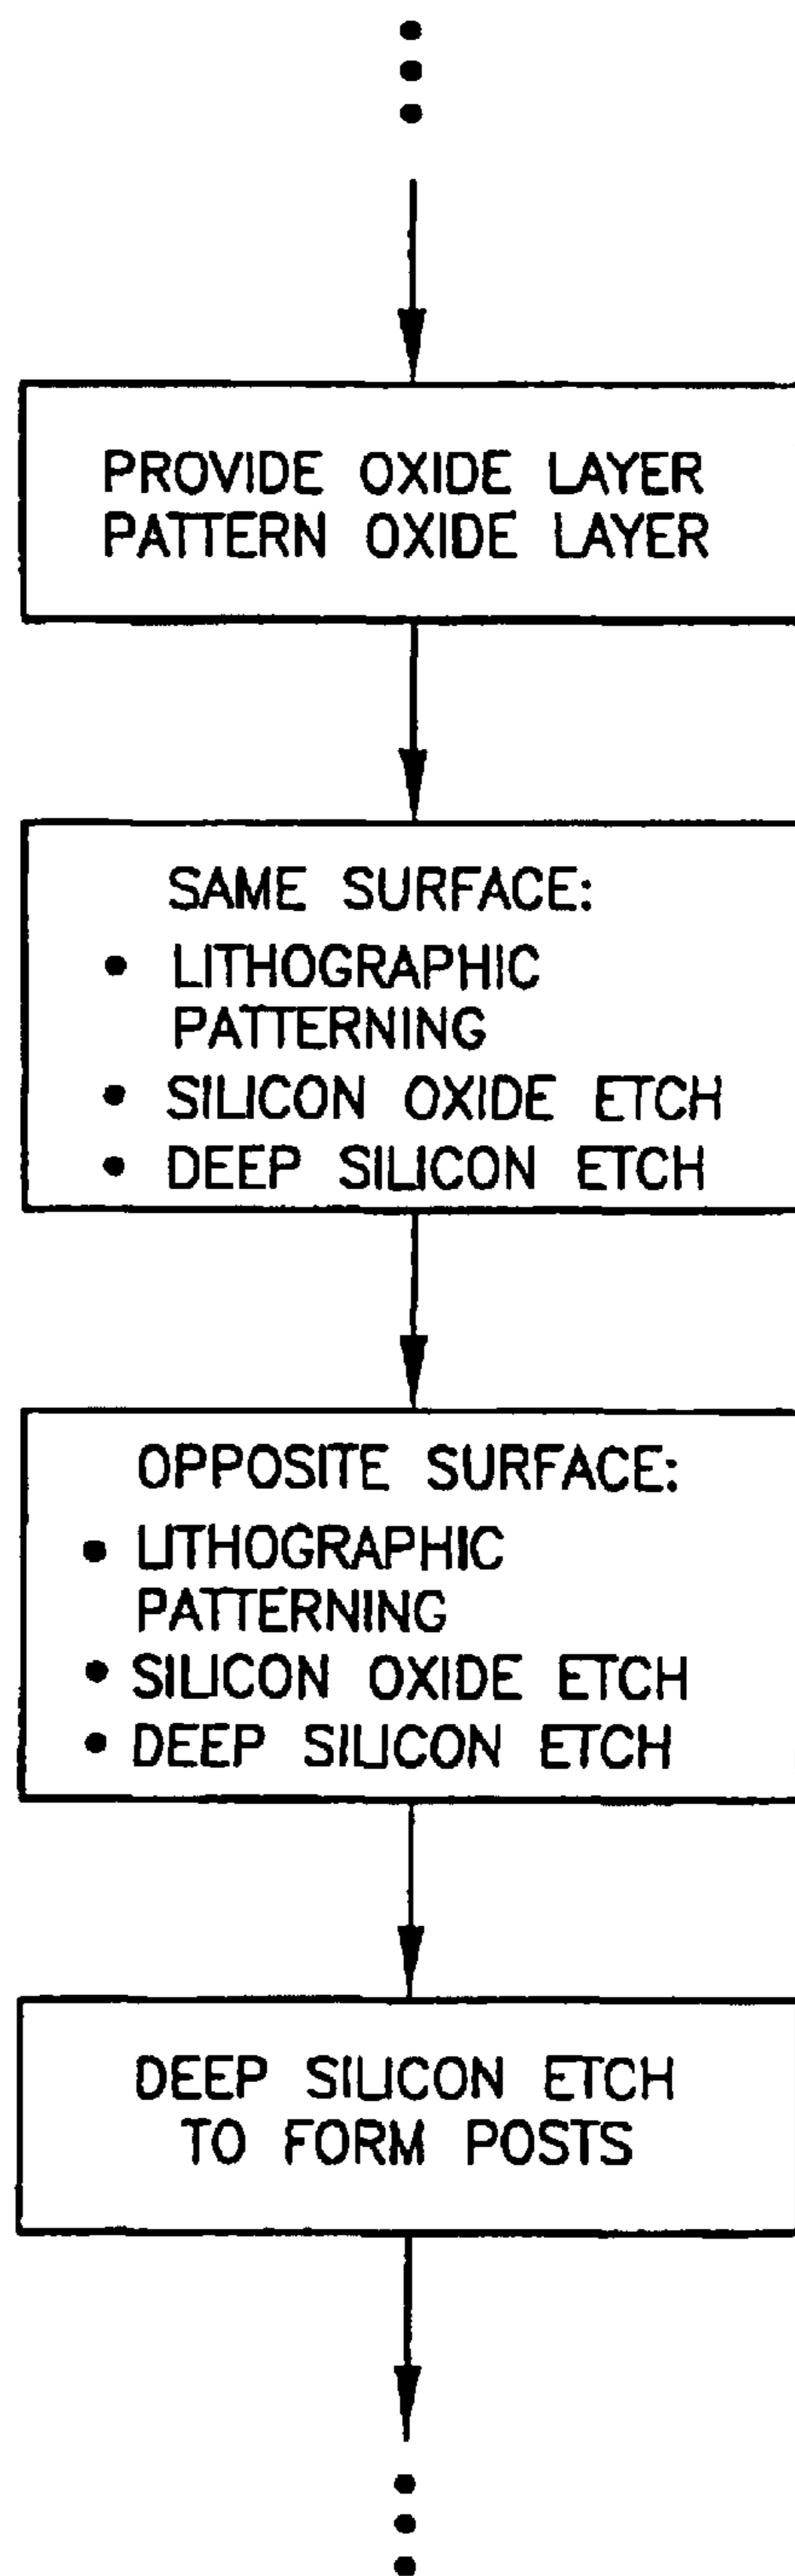 PROVIDE OXIDE LAYER
PATTERN OXIDE LAYER
SAME SURFACE:
• LITHOGRAPHIC
PATTERNING
• SILICON OXIDE ETCH
• DEEP SILICON ETCH
OPPOSITE SURFACE:
• LITHOGRAPHIC
PATTERNING
• SILICON OXIDE ETCH
• DEEP SILICON ETCH
DEEP SILICON ETCH
TO FORM POSTS